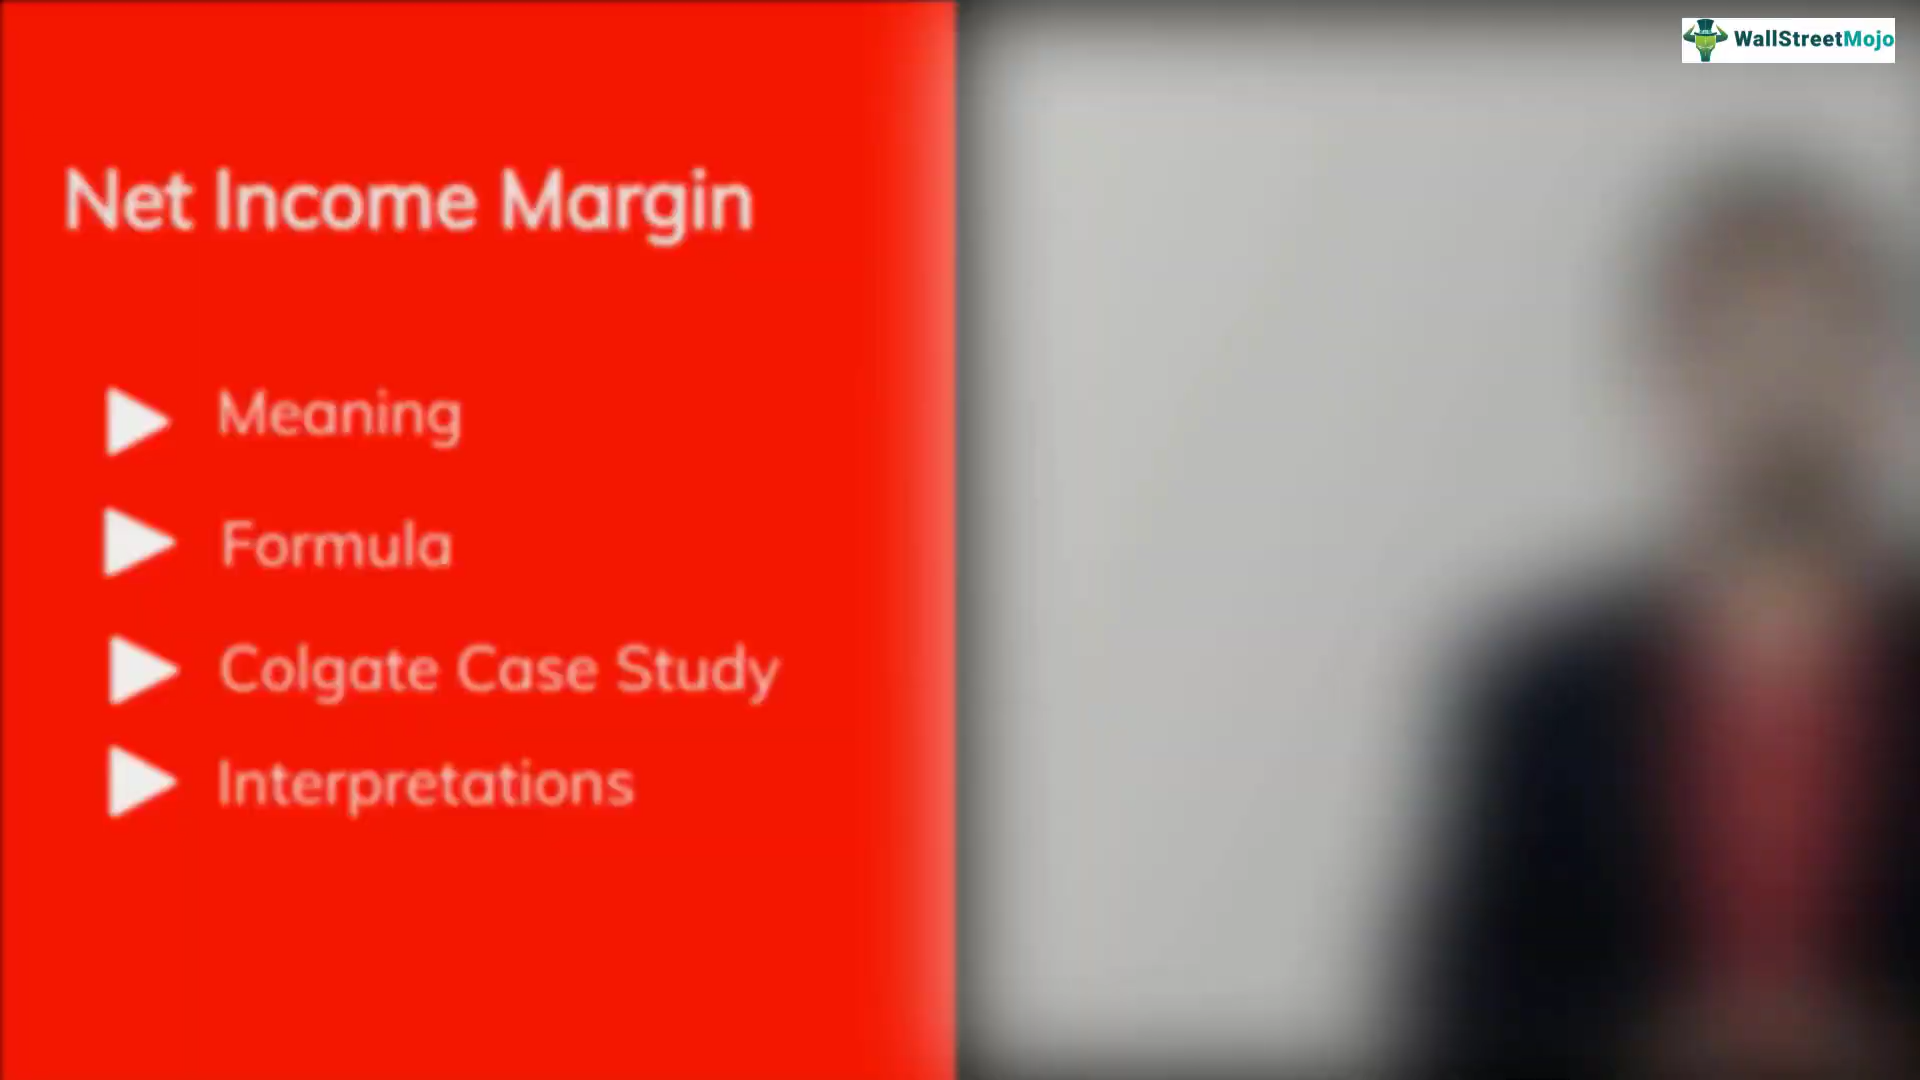 WallStreetMojo
Net Income Margin
Meaning
Formula
Colgate Case Study
Interpretations